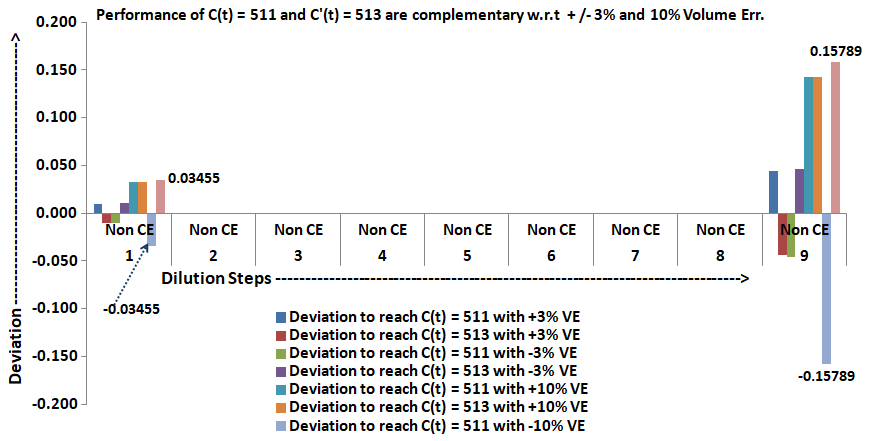 Performance of C(t) = 511 and C'(t) = 513 are complementary w.r.t + /- 3% and 10% Volume Err.
Deviation ---------------------->
0.200
0.150
0.100
0.050
0.000
-0.050
-0.100
-0.150
-0.200
0.03455
-0.03455
0.15789
-0.15789
Non CE Non CE Non CE Non CE Non CE Non CE Non CE Non CE Non CE
1 2 3 4 5 6 7 8 9
Dilution Steps ---------------------------------------------------------------->
Deviation to reach C(t) = 511 with +3% VE
Deviation to reach C(t) = 513 with +3% VE
Deviation to reach C(t) = 511 with -3% VE
Deviation to reach C(t) = 513 with -3% VE
Deviation to reach C(t) = 511 with +10% VE
Deviation to reach C(t) = 513 with +10% VE
Deviation to reach C(t) = 511 with -10% VE